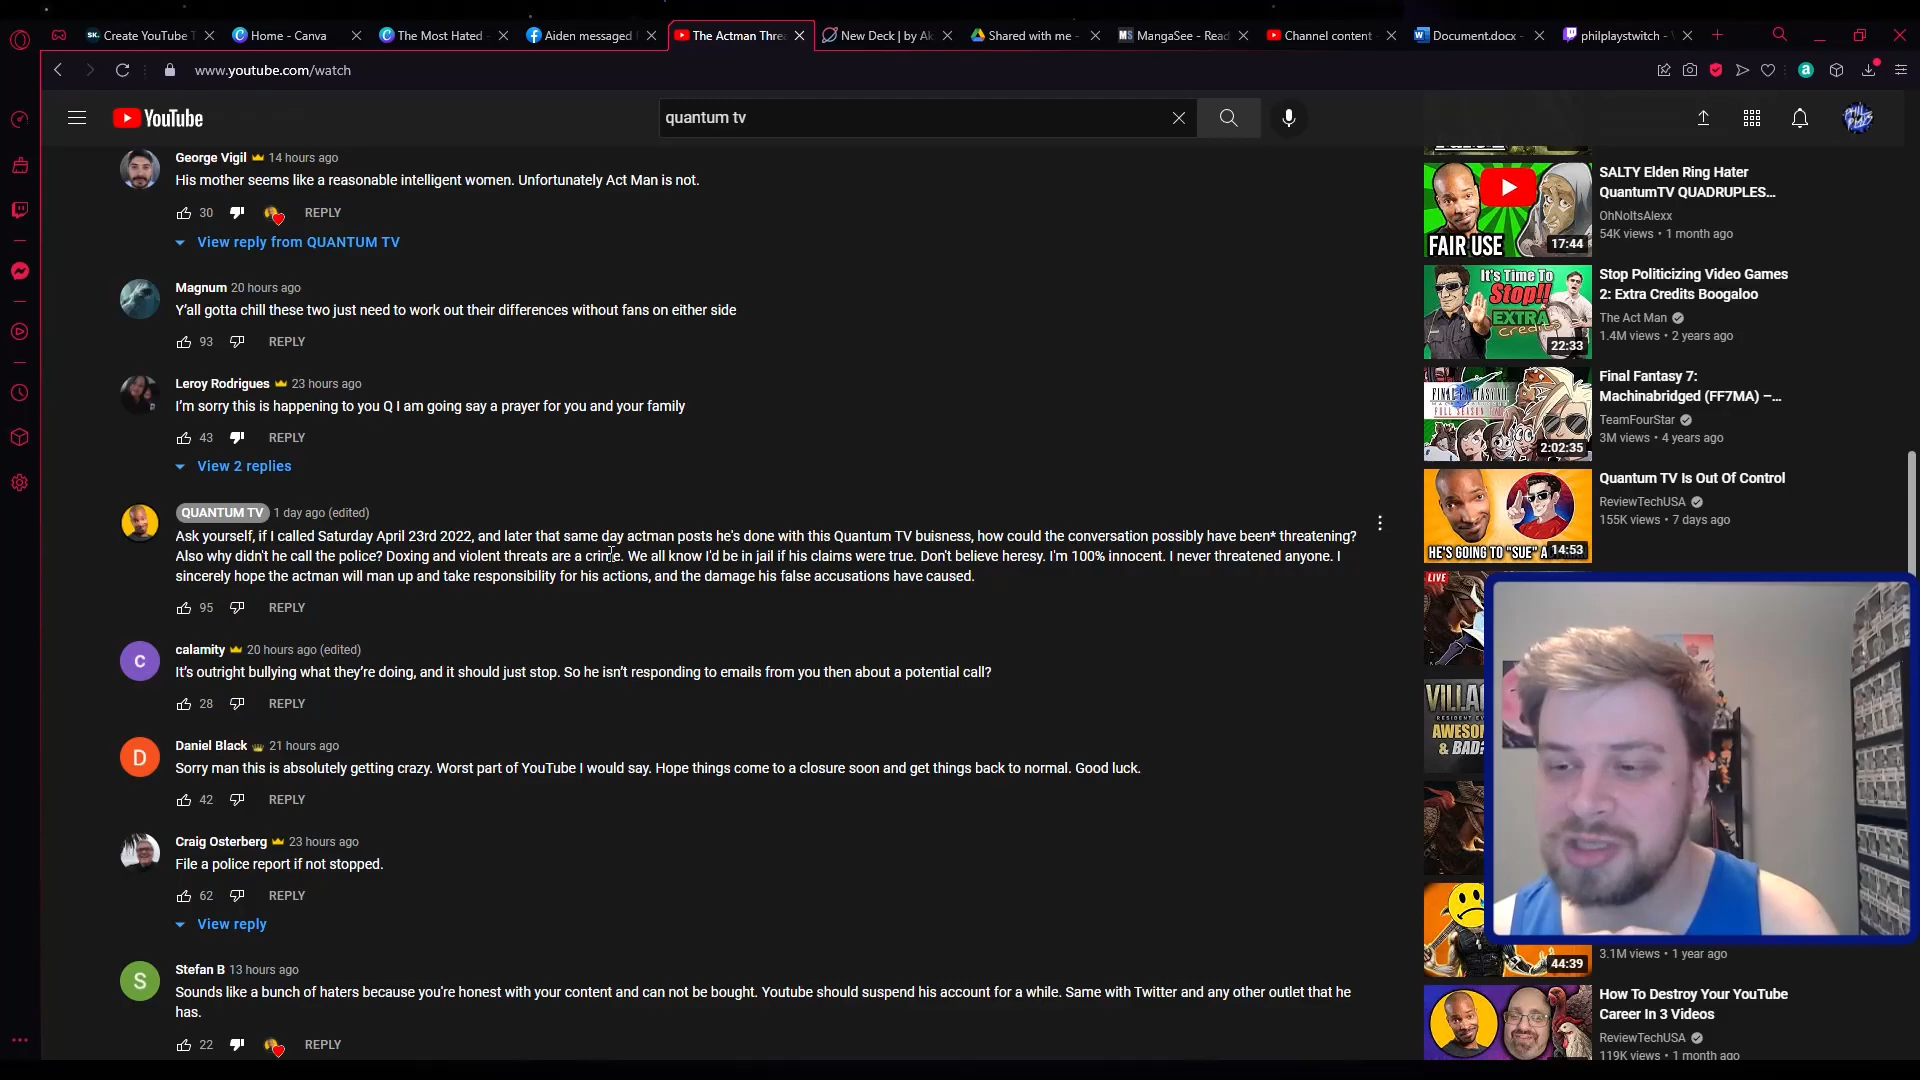 Create YouTube T
Home - Canva
The Most Hated
Aiden messaged
The Actman Threa
New Deck | by Ak
Shared with me -
MangaSee - Read
Channel content
Document.docx -
philplaystwitch -
www.youtube.com/watch
YouTube
quantum tv
George Vigil 14 hours ago
His mother seems like a reasonable intelligent women. Unfortunately Act Man is not.
30 REPLY
View reply from QUANTUM TV
Magnum 20 hours ago
Y'all gotta chill these two just need to work out their differences without fans on either side
93 REPLY
Leroy Rodrigues 23 hours ago
I'm sorry this is happening to you Q I am going say a prayer for you and your family
43 REPLY
View 2 replies
QUANTUM TV 1 day ago (edited)
Ask yourself, if I called Saturday April 23rd 2022, and later that same day actman posts he's done with this Quantum TV buisness, how could the conversation possibly have been* threatening?
Also why didn't he call the police? Doxing and violent threats are a crime. We all know I'd be in jail if his claims were true. Don't believe heresy. I'm 100% innocent. I never threatened anyone. I
sincerely hope the actman will man up and take responsibility for his actions, and the damage his false accusations have caused.
95 REPLY
c
calamity 20 hours ago (edited)
It's outright bullying what they're doing, and it should just stop. So he isn't responding to emails from you then about a potential call?
28 REPLY
D
Daniel Black 21 hours ago
Sorry man this is absolutely getting crazy. Worst part of YouTube I would say. Hope things come to a closure soon and get things back to normal. Good luck.
42 REPLY
Craig Osterberg 23 hours ago
File a police report if not stopped.
62 REPLY
View reply
S
Stefan B 13 hours ago
Sounds like a bunch of haters because you're honest with your content and can not be bought. Youtube should suspend his account for a while. Same with Twitter and any other outlet that he
has.
22 REPLY
FAIR USE
17:44
SALTY Elden Ring Hater
QuantumTV QUADRUPLES...
OhNoItsAlexx
54K views • 1 month ago
It's Time To
Stop!!
EXTRA
credits
22:33
Stop Politicizing Video Games
2: Extra Credits Boogaloo
The Act Man
1.4M views • 2 years ago
2:02:35
Final Fantasy 7:
Machinabridged (FF7MA) –...
TeamFourStar
3M views • 4 years ago
HE'S GOING TO "SUE" A
14:53
Quantum TV Is Out Of Control
ReviewTechUSA
155K views • 7 days ago
LIVE
VILLA
RESIDENT
AWESO
& BAD?
44:39
3.1M views • 1 year ago
How To Destroy Your YouTube
Career In 3 Videos
ReviewTechUSA
119K views • 1 month ago